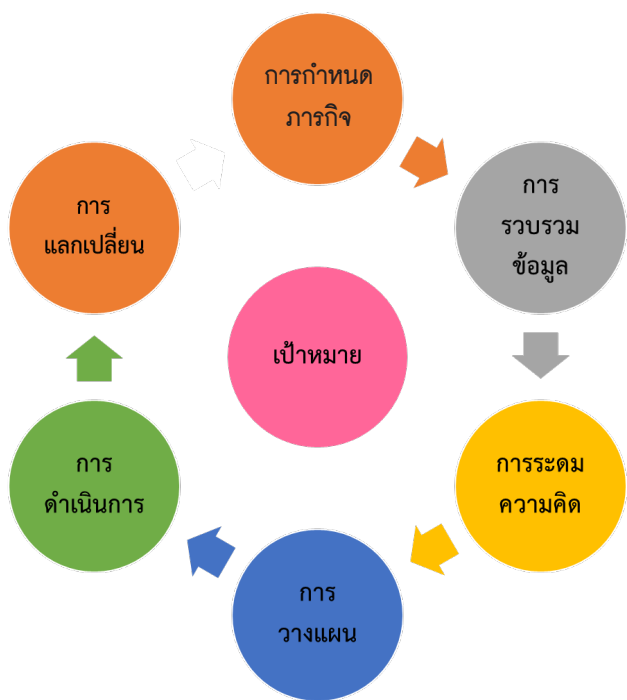 การกำหนด
ภารกิจ
การ
รวบรวม
ข้อมูล
การระดม
ความคิด
การ
วางแผน
การ
ดำเนินการ
การ
แลกเปลี่ยน
เป้าหมาย